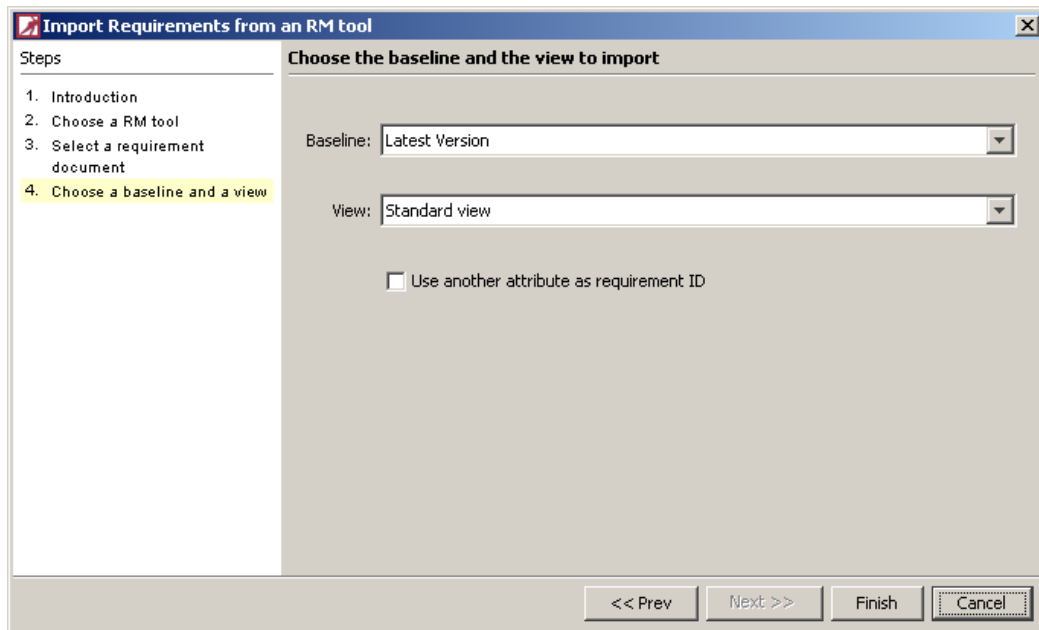 Import Requirements from an RM tool
Steps
1. Introduction
2. Choose a RM tool
3. Select a requirement
document
4. Choose a baseline and a view
Choose the baseline and the view to import
Baseline: Latest Version
View: Standard view
Use another attribute as requirement ID
<< Prev Next >> Finish Cancel